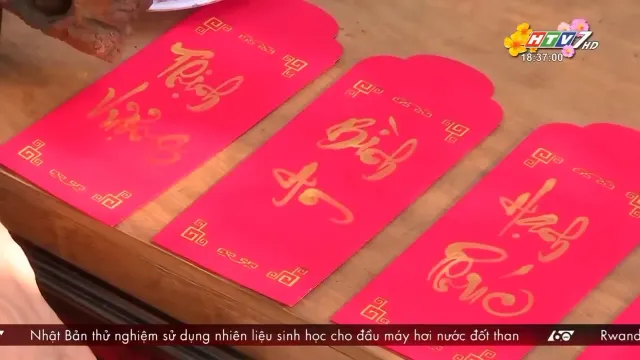 HTV7 HD
18:37:00
Thịnh
Vượng
Bình
An
Hạnh
Phúc
Nhật Bản thử nghiệm sử dụng nhiên liệu sinh học cho đầu máy hơi nước đốt than
60
Rwand